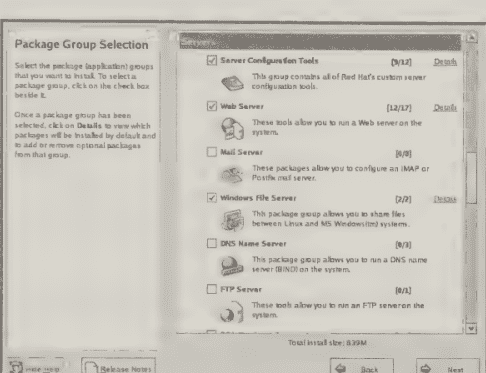 Package Group Selection
Select the package (application) groups
that you want to install. To select a
package group, click on the check box
beside it.
Once a package group has been
selected, click on Details to view which
packages will be installed by default and
to add or remove optional packages
from that group.
Servers
Server Configuration Tools [9/12] Details
This group contains all of Red Hat's custom server
configuration tools.
Web Server [12/17] Details
These tools allow you to run a Web server on the
system.
Mail Server [0/8]
These packages allow you to configure an IMAP or
Postfix mail server.
Windows File Server [2/2] Details
This package group allows you to share files
between Linux and MS Windows(tm) systems.
DNS Name Server [0/3]
This package group allows you to run a DNS name
server (BIND) on the system.
FTP Server [0/1]
These tools allow you to run an FTP server on the
system.
Total install size: 839M
Hide Help
Release Notes
Back
Next